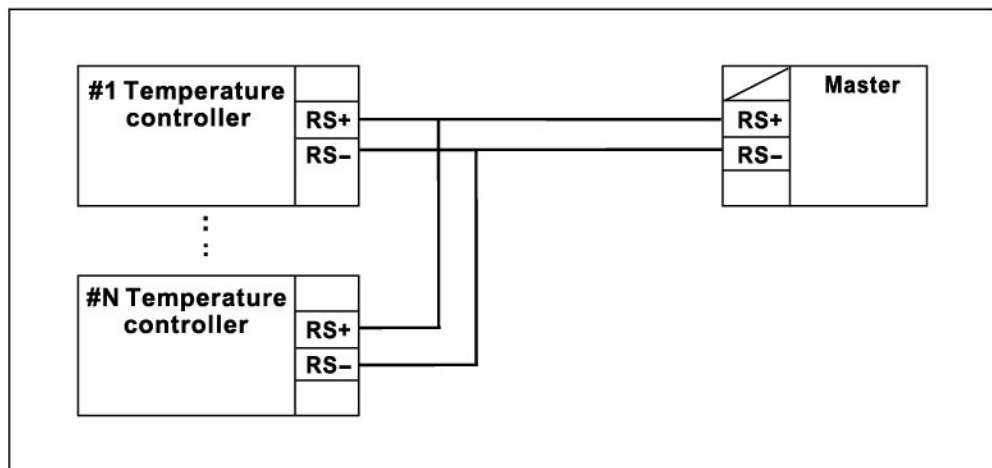 #1 Temperature
controller
RS+
RS−
Master
RS+
RS−
#N Temperature
controller
RS+
RS−